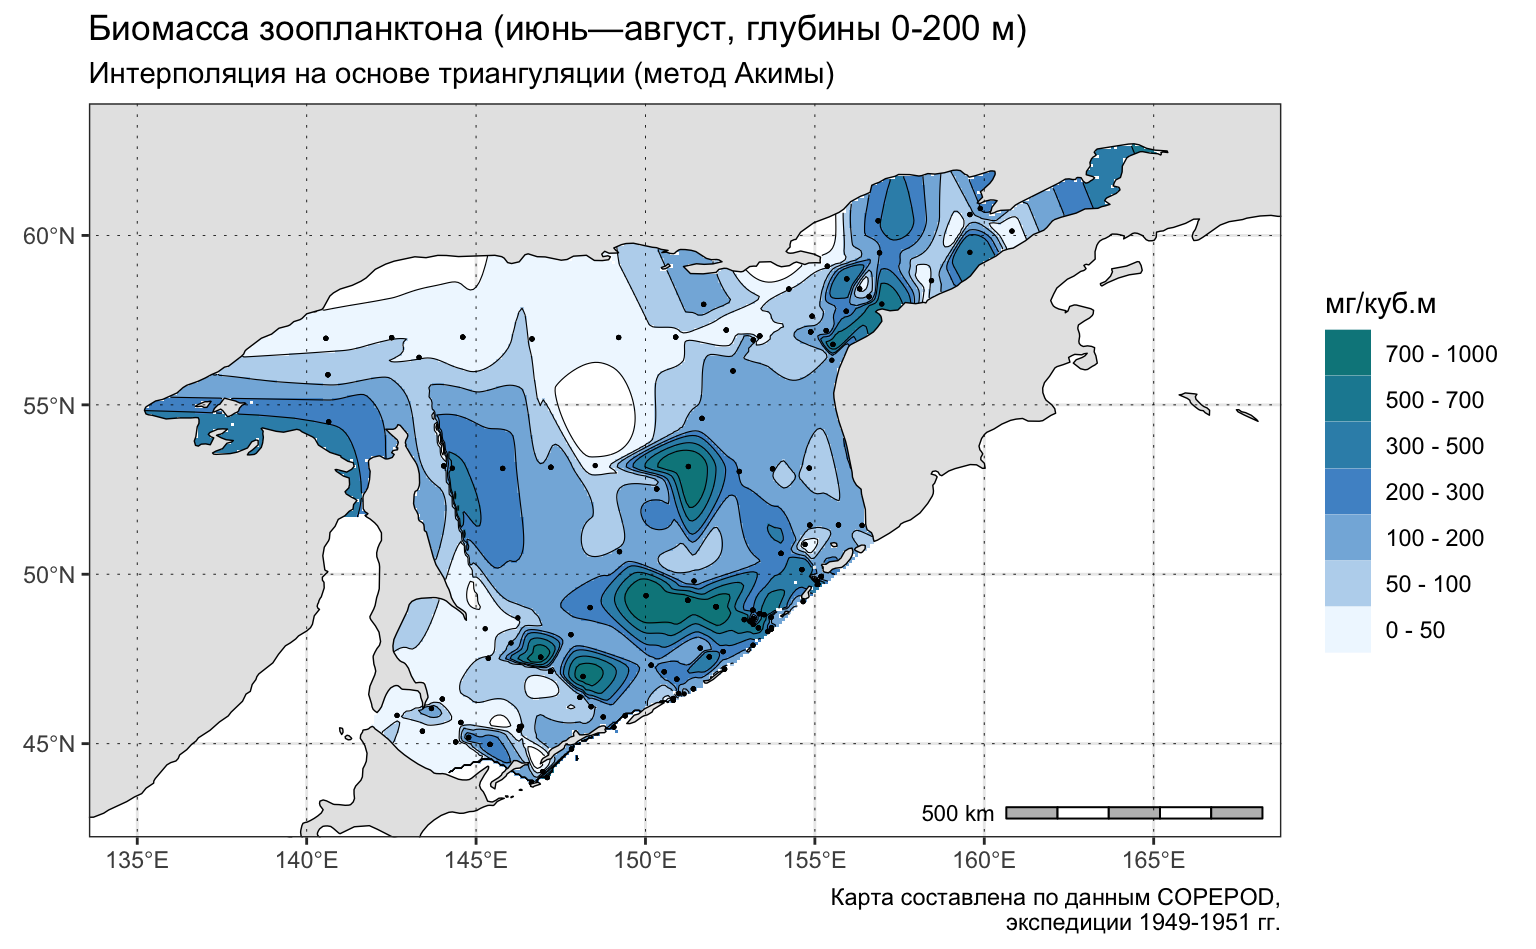 Биомасса зоопланктона (июнь—август, глубины 0-200 м)
Интерполяция на основе триангуляции (метод Акимы)
60°N
55°N
50°N
45°N
135°E
140°E
145°E
150°E
155°E
160°E
165°E
500 km
мг/куб.м
700 - 1000
500 - 700
300 - 500
200 - 300
100 - 200
50 - 100
0 - 50
Карта составлена по данным COPEPOD,
экспедиции 1949-1951 гг.